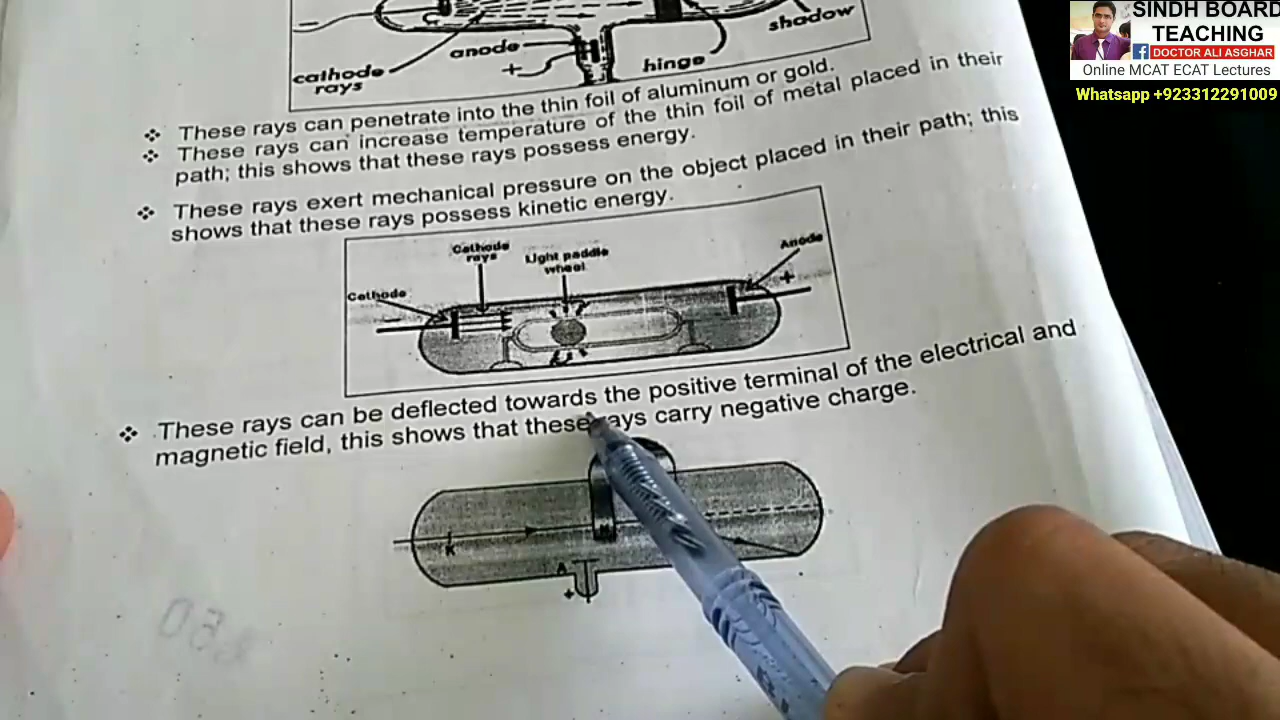 SINDH BOARD
TEACHING
f DOCTOR ALI ASGHAR
Online MCAT ECAT Lectures
Whatsapp +923312291009
shadow
anode
+
hinge
cathode
rays
❖ These rays can penetrate into the thin foil of aluminum or gold.
❖ These rays can increase temperature of the thin foil of metal placed in their
path; this shows that these rays possess energy.
❖ These rays exert mechanical pressure on the object placed in their path; this
shows that these rays possess kinetic energy.
Cathode
rays
Light paddle
wheel
Anode
Cathode
+
−
❖ These rays can be deflected towards the positive terminal of the electrical and
magnetic field, this shows that these rays carry negative charge.
K
A
+